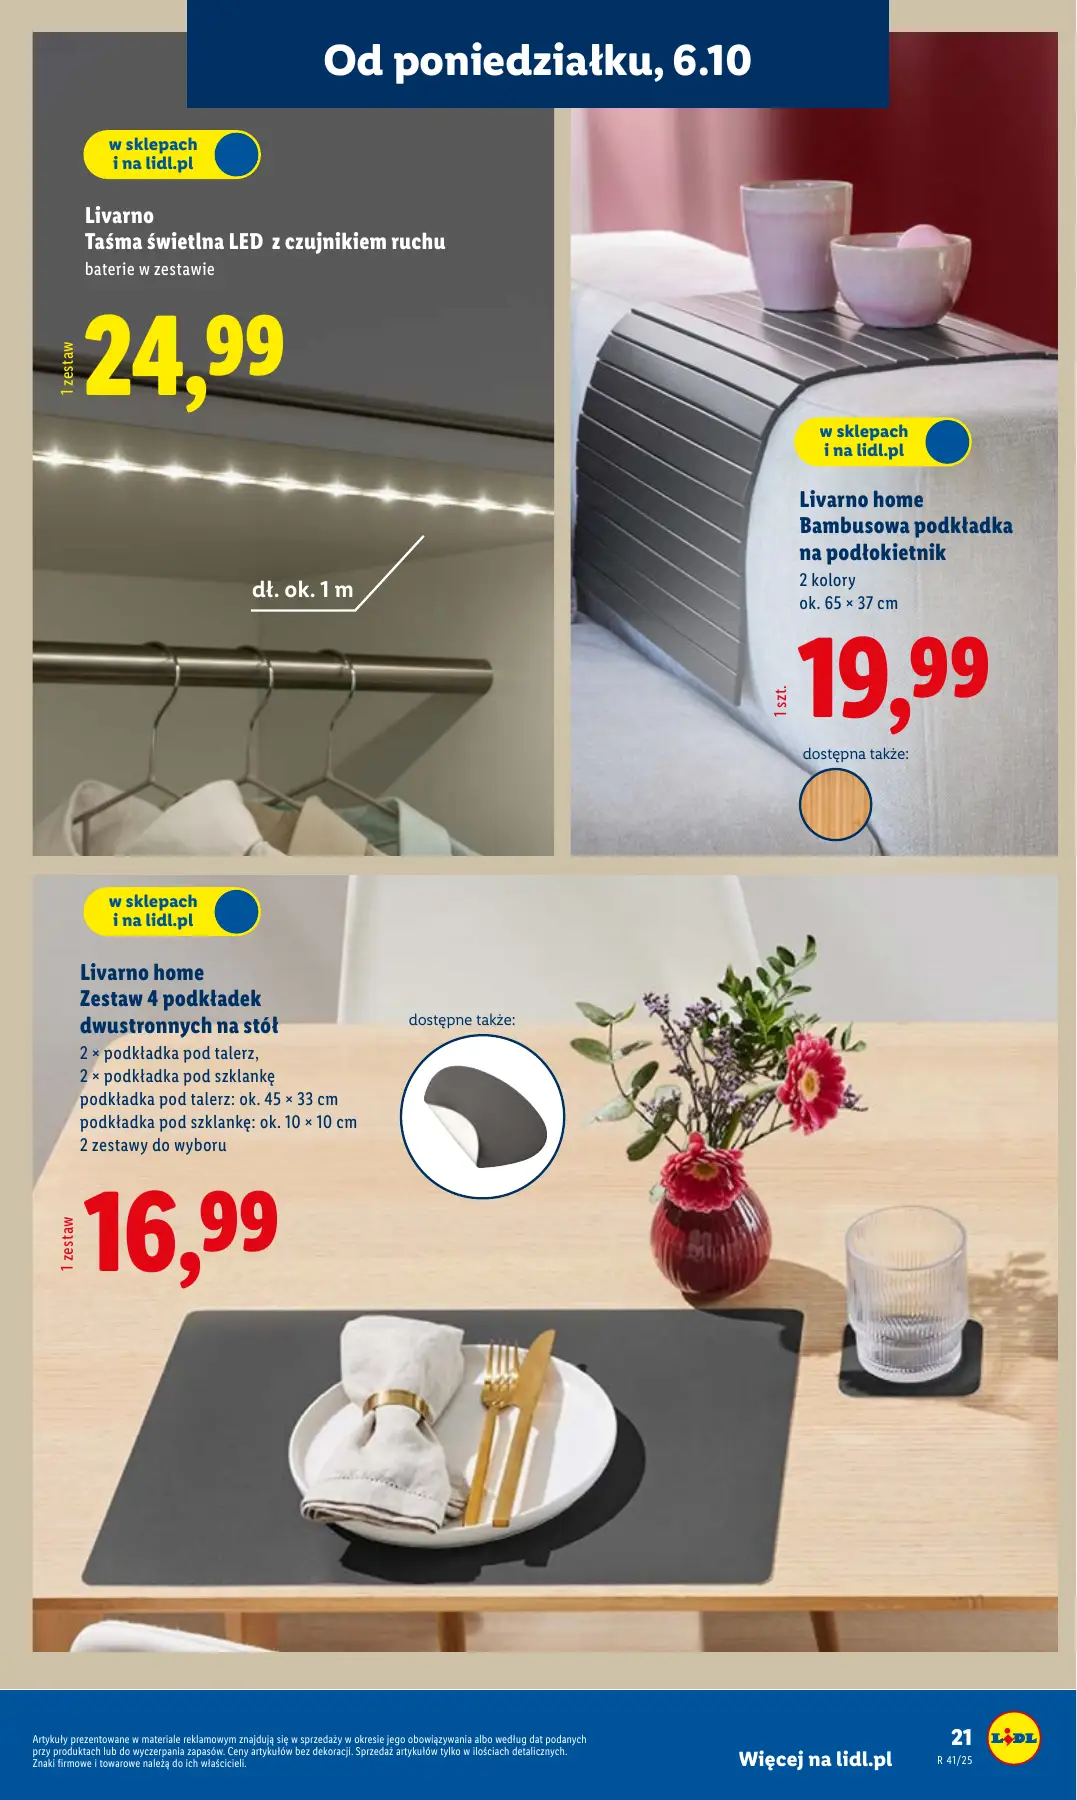 Od poniedziałku, 6.10
w sklepach
i na lidl.pl
Livarno
Taśma świetlna LED z czujnikiem ruchu
baterie w zestawie
1 zestaw
24,99
dł. ok. 1 m
w sklepach
i na lidl.pl
Livarno home
Bambusowa podkładka
na podłokietnik
2 kolory
ok. 65 × 37 cm
1 szt.
19,99
dostępna także:
w sklepach
i na lidl.pl
Livarno home
Zestaw 4 podkładek
dwustronnych na stół
2 × podkładka pod talerz,
2 × podkładka pod szklankę
podkładka pod talerz: ok. 45 × 33 cm
podkładka pod szklankę: ok. 10 × 10 cm
2 zestawy do wyboru
1 zestaw
16,99
dostępne także:
Artykuły prezentowane w materiale reklamowym znajdują się w sprzedaży w okresie jego obowiązywania albo według dat podanych
przy produktach lub do wyczerpania zapasów. Ceny artykułów bez dekoracji. Sprzedaż artykułów tylko w ilościach detalicznych.
Znaki firmowe i towarowe należą do ich właścicieli.
Więcej na lidl.pl
21
R 41/25
LIDL